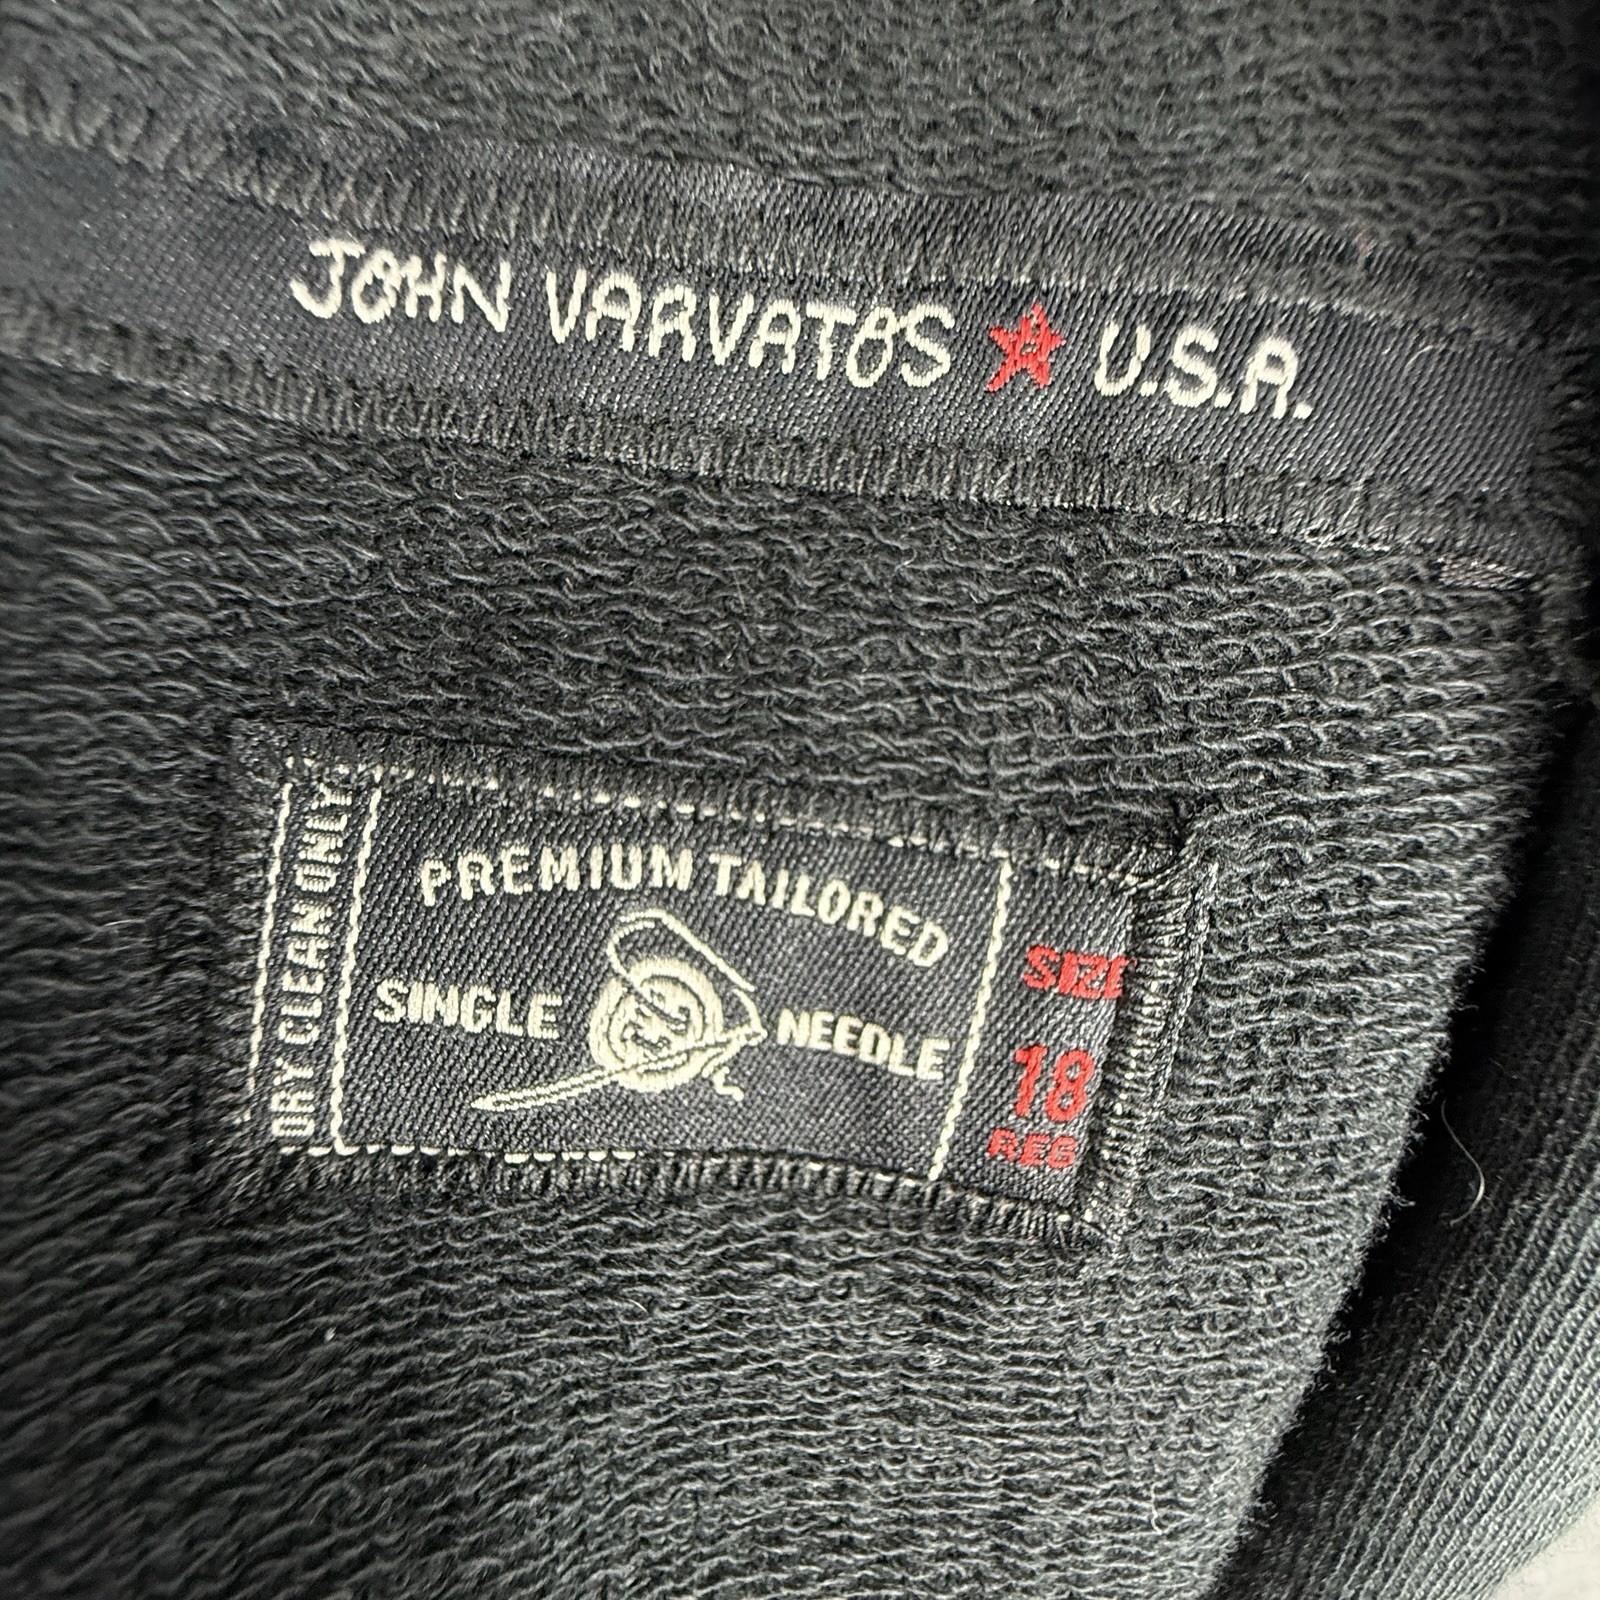 JOHN VARVATOS ★ U.S.A.
DRY CLEAN ONLY
PREMIUM TAILORED
SINGLE NEEDLE
SIZE
18
REG